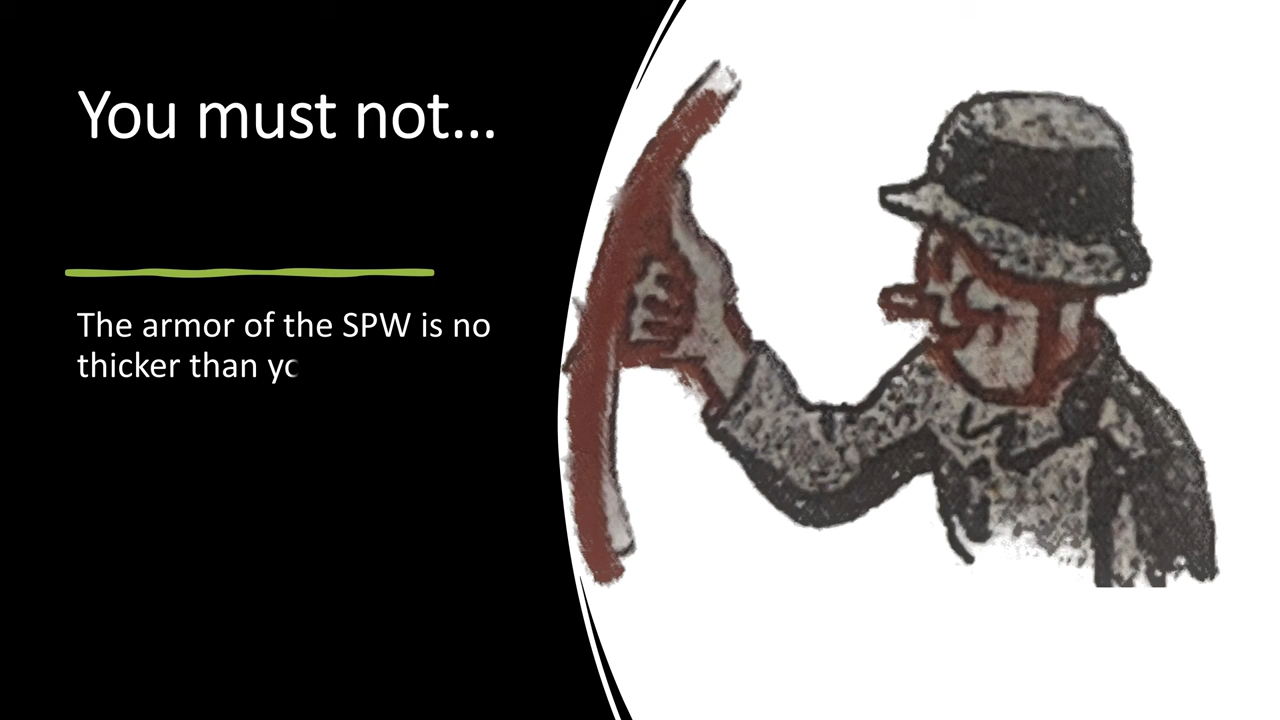 You must not...
The armor of the SPW is no
thicker than